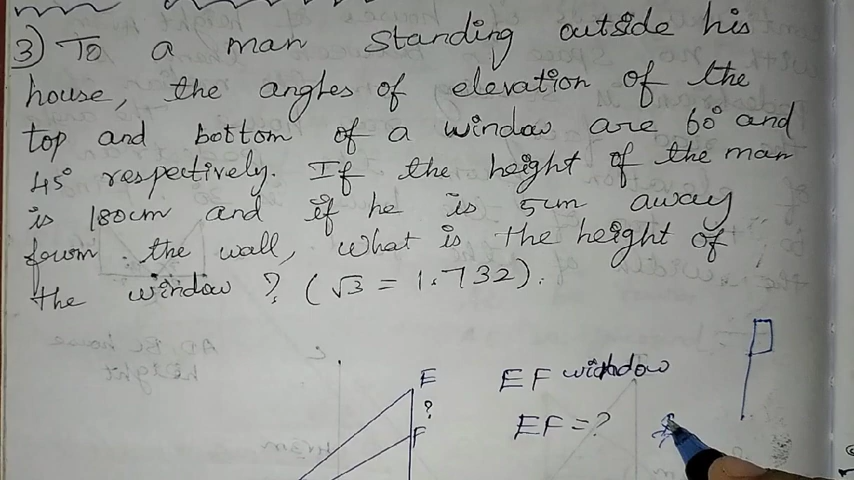 3) To a man standing outside his
house, the angles of elevation of the
top and bottom of a window are 60° and
45° respectively. If the height of the man
is 180cm and if he is 5cm away
from the wall, what is the height of
the window ? (√3 = 1.732).
E
EF window
?
F
EF = ?